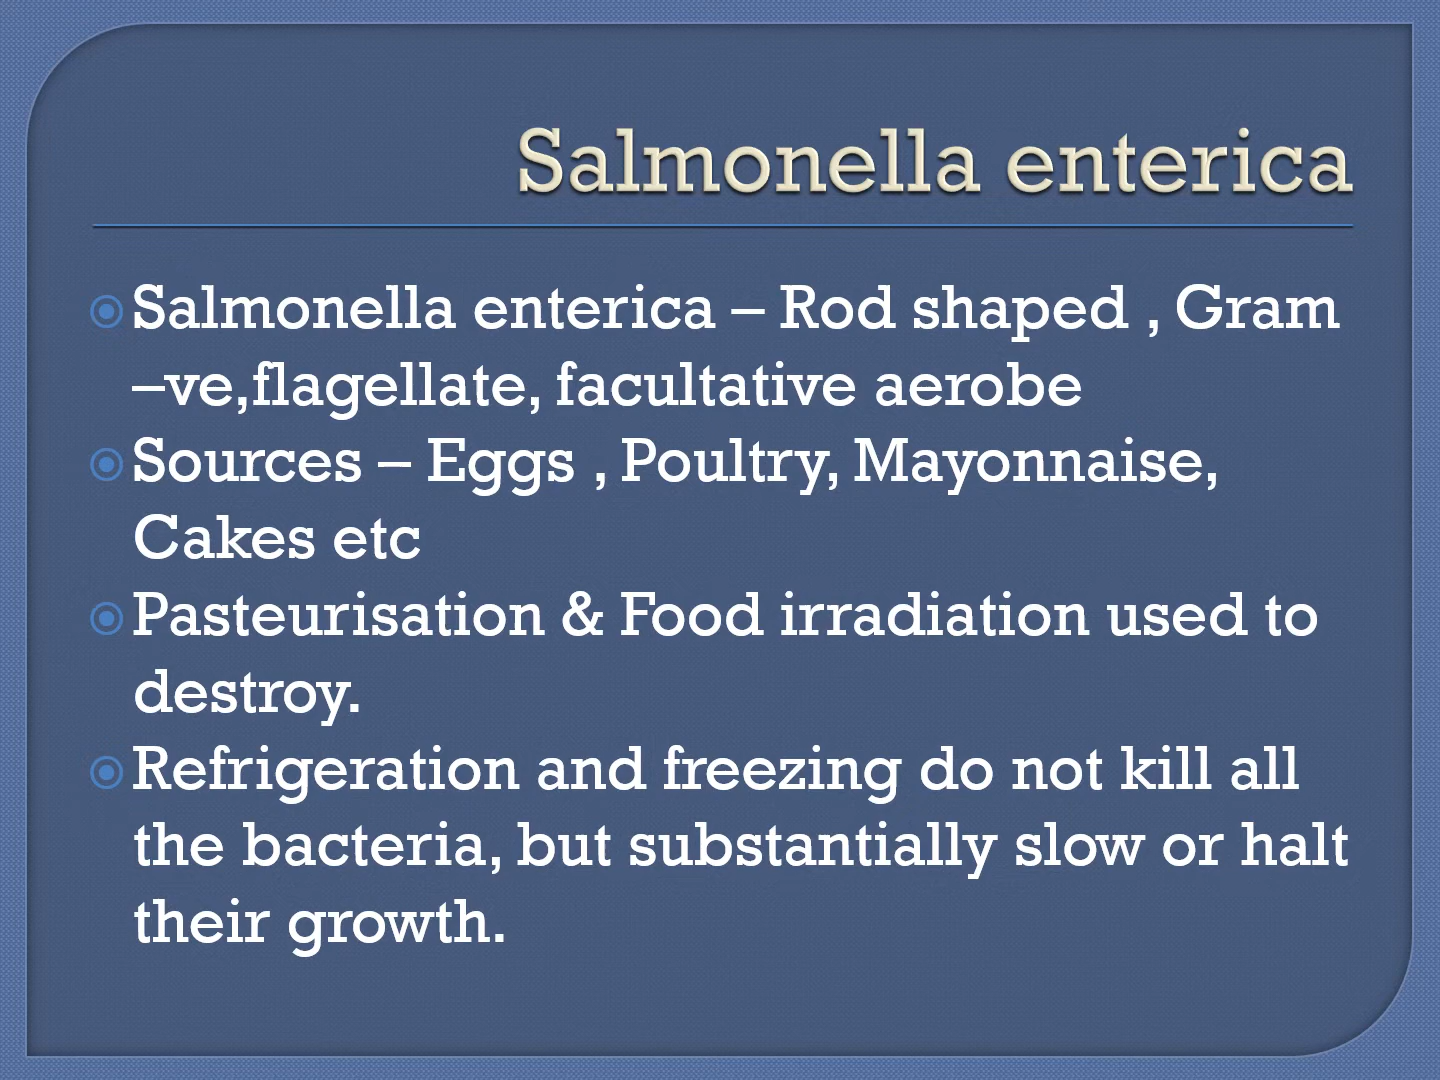 Salmonella enterica
Salmonella enterica – Rod shaped , Gram
–ve,flagellate, facultative aerobe
Sources – Eggs , Poultry, Mayonnaise,
Cakes etc
Pasteurisation & Food irradiation used to
destroy.
Refrigeration and freezing do not kill all
the bacteria, but substantially slow or halt
their growth.